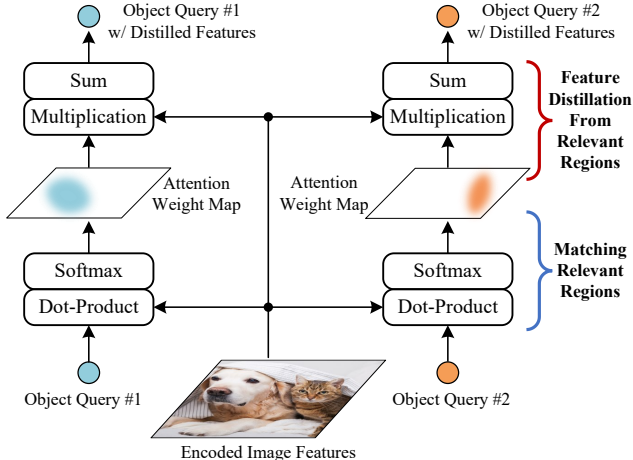 Object Query #1
w/ Distilled Features
Object Query #2
w/ Distilled Features
Sum
Multiplication
Sum
Multiplication
Feature
Distillation
From
Relevant
Regions
Attention
Weight Map
Attention
Weight Map
Softmax
Dot-Product
Softmax
Dot-Product
Matching
Relevant
Regions
Object Query #1
Object Query #2
Encoded Image Features